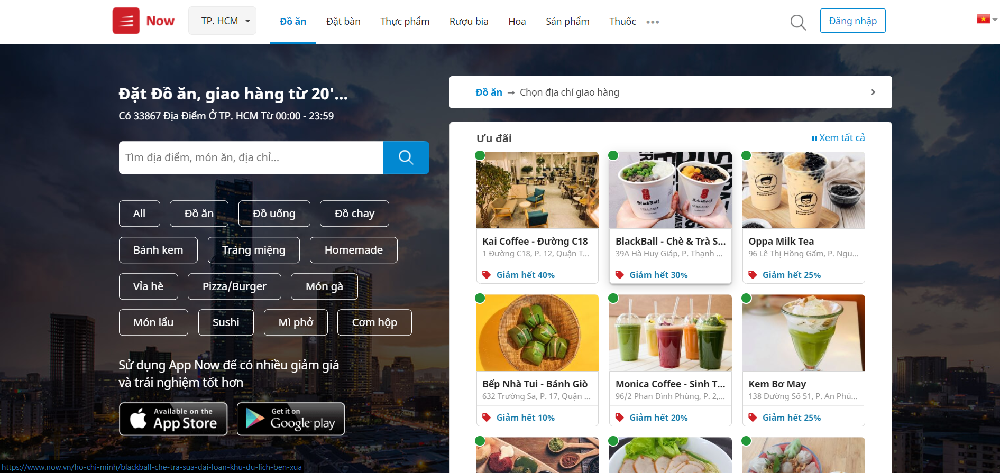 Now
TP. HCM
Đồ ăn
Đặt bàn
Thực phẩm
Rượu bia
Hoa
Sản phẩm
Thuốc
Đăng nhập
Đặt Đồ ăn, giao hàng từ 20'...
Có 33867 Địa Điểm Ở TP. HCM Từ 00:00 - 23:59
Tìm địa điểm, món ăn, địa chỉ...
All
Đồ ăn
Đồ uống
Đồ chay
Bánh kem
Tráng miệng
Homemade
Vỉa hè
Pizza/Burger
Món gà
Món lẩu
Sushi
Mì phở
Cơm hộp
Sử dụng App Now để có nhiều giảm giá
và trải nghiệm tốt hơn
Available on the
App Store
Get it on
Google play
Đồ ăn → Chọn địa chỉ giao hàng
Ưu đãi
Xem tất cả
BlackBall
OPPA MILK TEA
OPPA MILK TEA
Kai Coffee - Đường C18
1 Đường C18, P. 12, Quận T...
Giảm hết 40%
BlackBall - Chè & Trà S...
39A Hà Huy Giáp, P. Thạnh ...
Giảm hết 30%
Oppa Milk Tea
96 Lê Thị Hồng Gấm, P. Ngu...
Giảm hết 25%
Bếp Nhà Tui - Bánh Giò
632 Trường Sa, P. 17, Quận ...
Giảm hết 10%
Monica Coffee - Sinh T...
96/2 Phan Đình Phùng, P. 2,...
Giảm hết 20%
Kem Bơ May
138 Đường Số 51, P. An Phú...
Giảm hết 25%
https://www.now.vn/ho-chi-minh/blackball-che-tra-sua-dai-loan-khu-du-lich-ben-xua